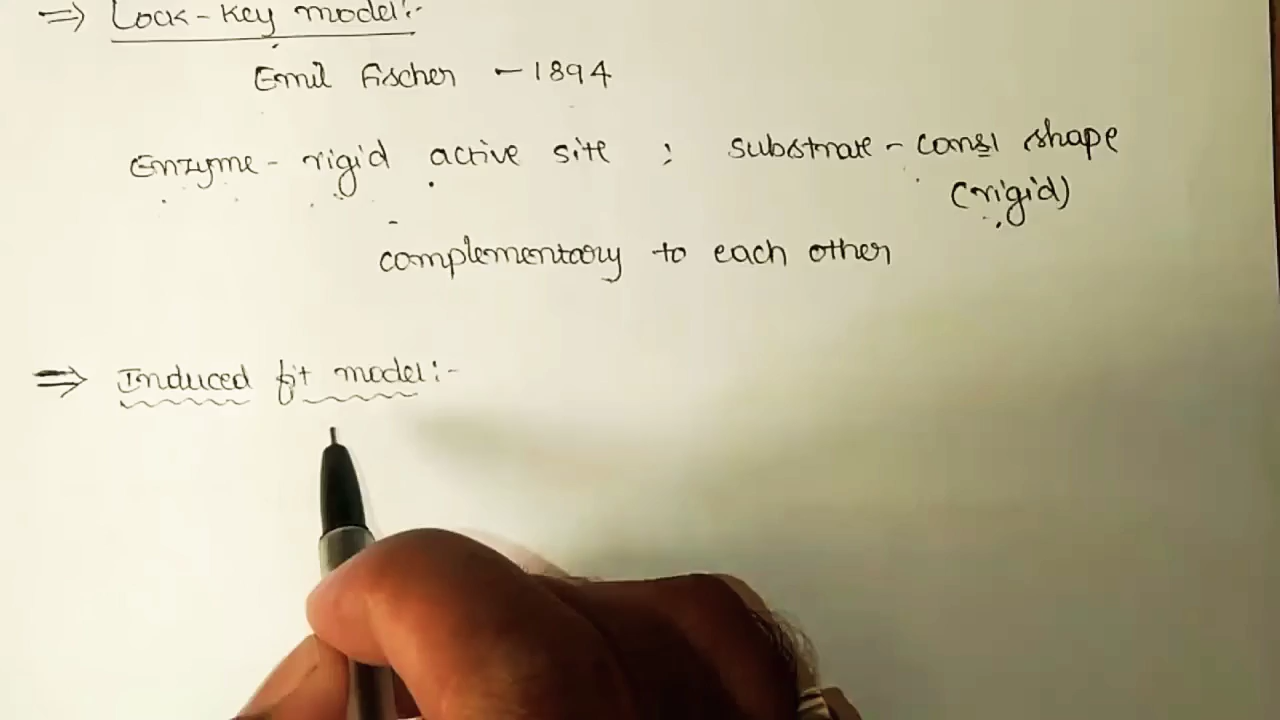 ⇒ Lock-key model:-
Emil Fischer - 1894
Enzyme - rigid active site ; substrate - consl shape
(rigid)
complementary to each other
⇒ Induced fit model:-